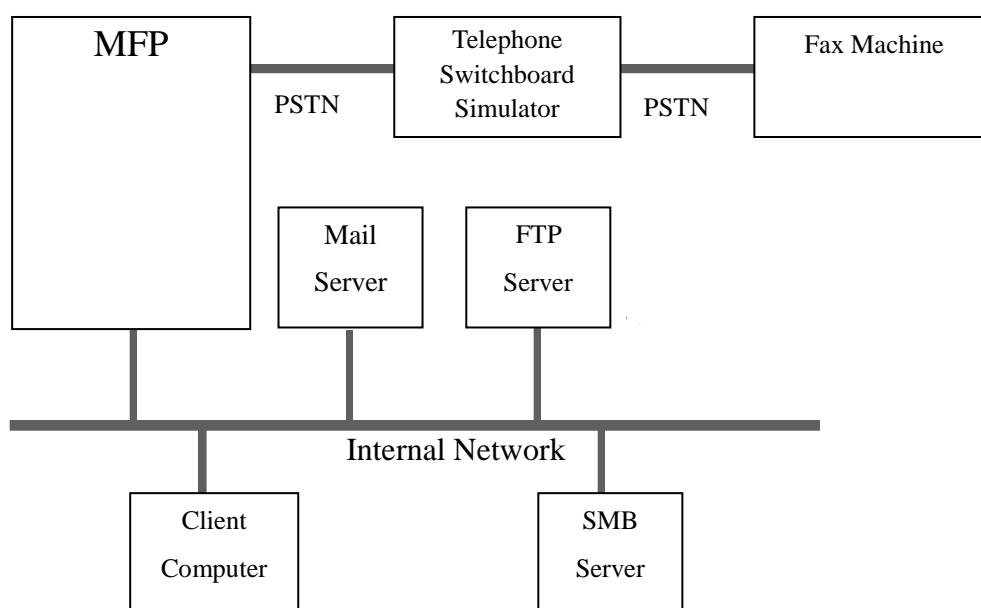 MFP
Telephone
Switchboard
Simulator
Fax Machine
PSTN
PSTN
Mail
Server
FTP
Server
Internal Network
Client
Computer
SMB
Server